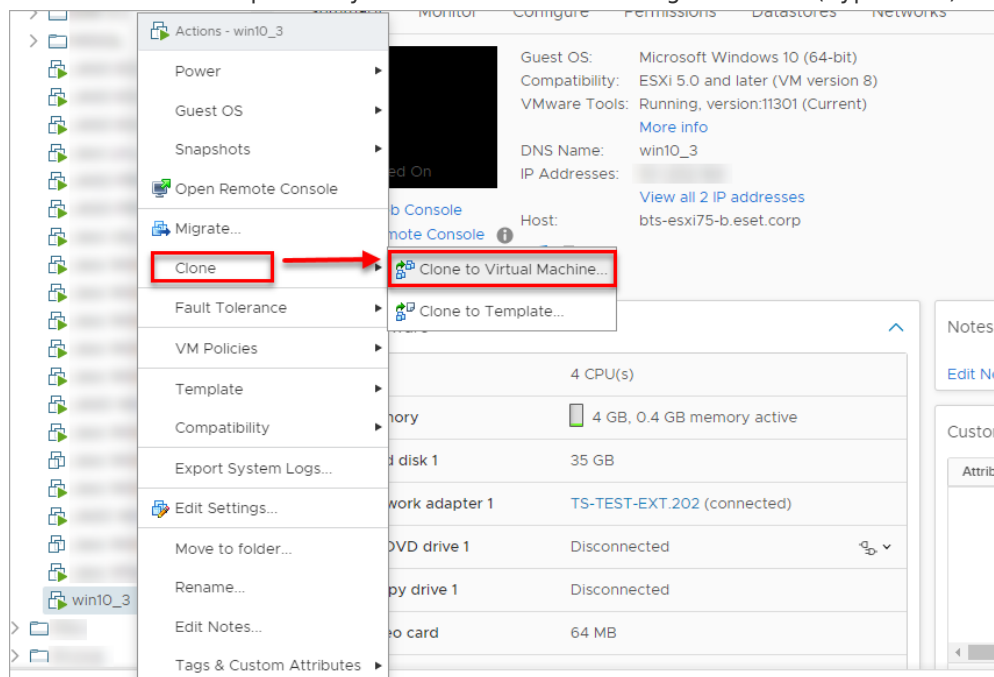 Monitor Configure Permissions Datastores Networks
Actions - win10_3
Power
Guest OS
Snapshots
Open Remote Console
Migrate...
Clone
Fault Tolerance
VM Policies
Template
Compatibility
Export System Logs...
Edit Settings...
Move to folder...
Rename...
Edit Notes...
Tags & Custom Attributes
Clone to Virtual Machine...
Clone to Template...
win10_3
ed On
b Console
mote Console
Guest OS: Microsoft Windows 10 (64-bit)
Compatibility: ESXi 5.0 and later (VM version 8)
VMware Tools: Running, version:11301 (Current)
More info
DNS Name: win10_3
IP Addresses:
View all 2 IP addresses
Host: bts-esxi75-b.eset.corp
4 CPU(s)
ory 4 GB, 0.4 GB memory active
d disk 1 35 GB
work adapter 1 TS-TEST-EXT.202 (connected)
DVD drive 1 Disconnected
py drive 1 Disconnected
eo card 64 MB
Notes
Edit N
Custo
Attrib